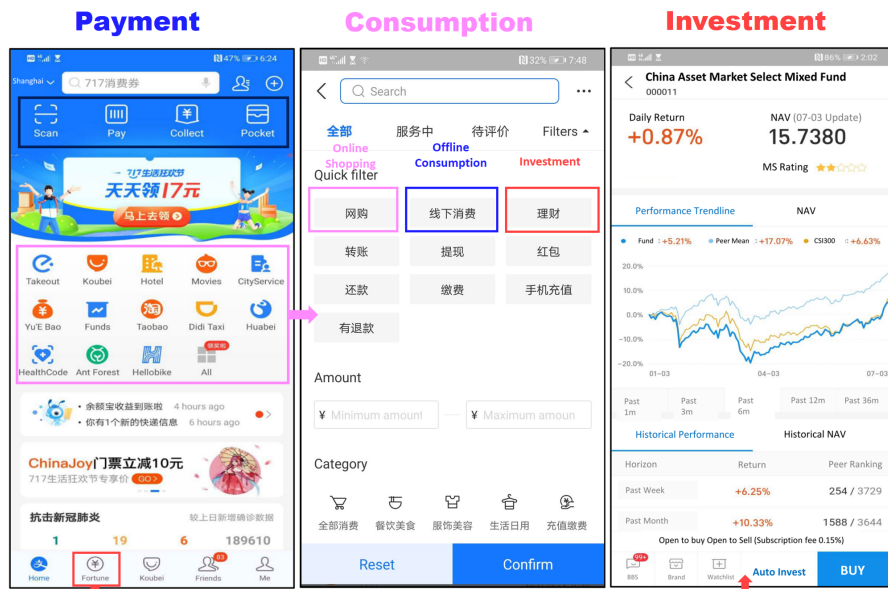 Payment
Consumption
Investment
47% 6:24
Shanghai
717消费券
Scan
Pay
Collect
Pocket
717生活狂欢节
天天领17元
马上去领
Takeout
Koubei
Hotel
Movies
CityService
Yu'E Bao
Funds
Taobao
Didi Taxi
Huabei
HealthCode
Ant Forest
Hellobike
All
余额宝收益到账啦 4 hours ago
你有1个新的快递信息 6 hours ago
ChinaJoy门票立减10元
717生活狂欢节专享价 GO >
抗击新冠肺炎
较上日新增确诊数据
1 19 6 189610
Home
Fortune
Koubei
83
Friends
Me
32% 7:48
Search
全部
服务中
待评价
Filters
Online Shopping
Offline Consumption
Investment
Quick filter
网购
线下消费
理财
转账
提现
红包
还款
缴费
手机充值
有退款
Amount
¥ Minimum amount
¥ Maximum amoun
Category
全部消费
餐饮美食
服饰美容
生活日用
充值缴费
Reset
Confirm
86% 2:02
China Asset Market Select Mixed Fund
000011
Daily Return
NAV (07-03 Update)
+0.87%
15.7380
MS Rating
Performance Trendline
NAV
Fund : +5.21%
Peer Mean : +17.07%
CSI300 : +6.63%
20.0%
10.0%
0.0%
-10.0%
-20.0%
01-03
04-03
07-03
Past 1m
Past 3m
Past 6m
Past 12m
Past 36m
Historical Performance
Historical NAV
Horizon
Return
Peer Ranking
Past Week
+6.25%
254 / 3729
Past Month
+10.33%
1588 / 3644
Open to buy Open to Sell (Subscription fee 0.15%)
99+
BBS
Brand
Watchlist
Auto Invest
BUY